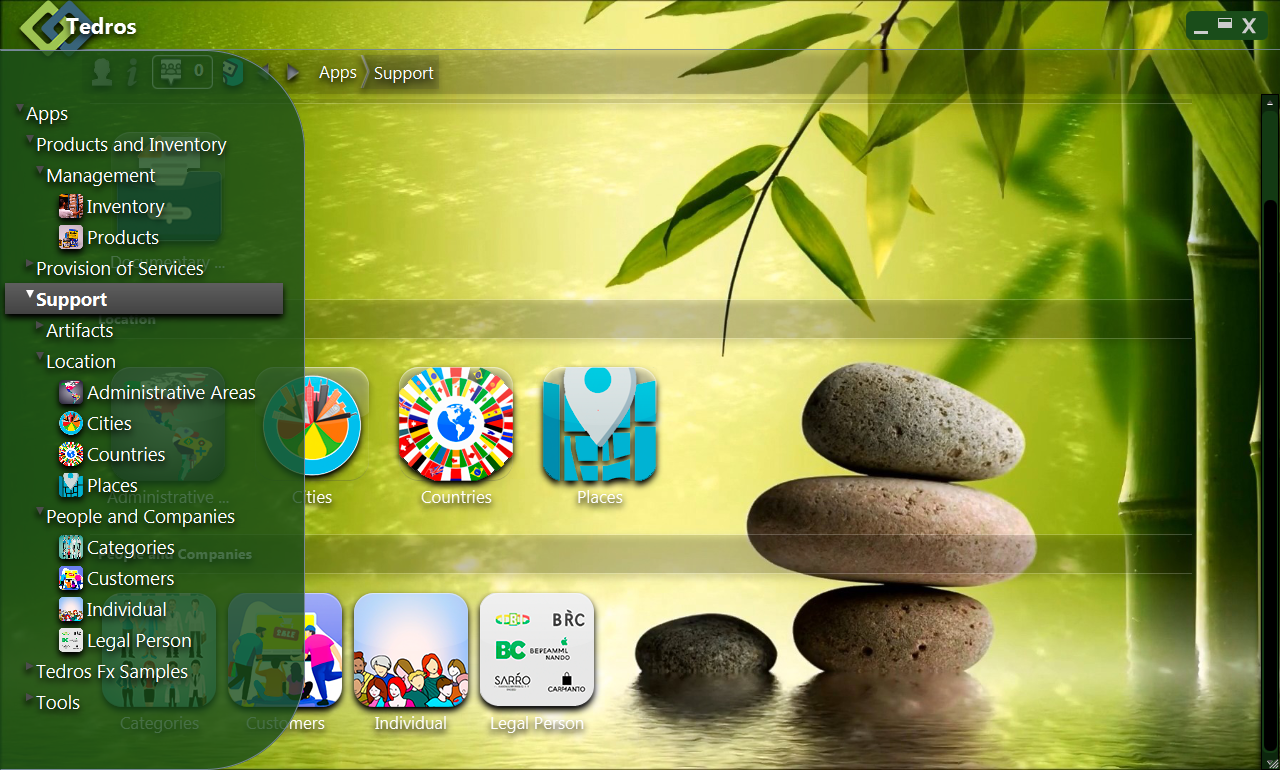 Tedros
X
0
Apps
Support
Apps
Products and Inventory
Management
Inventory
Products
Documentary ...
Provision of Services
Support
Location
Artifacts
Location
Administrative Areas
Cities
Countries
Places
Administrative ...
Cities
Countries
Places
People and Companies
People and Companies
Categories
Customers
Individual
Legal Person
SALE
BRC
BC
SARRO
CARMANTO
Tedros Fx Samples
Tools
Categories
Customers
Individual
Legal Person